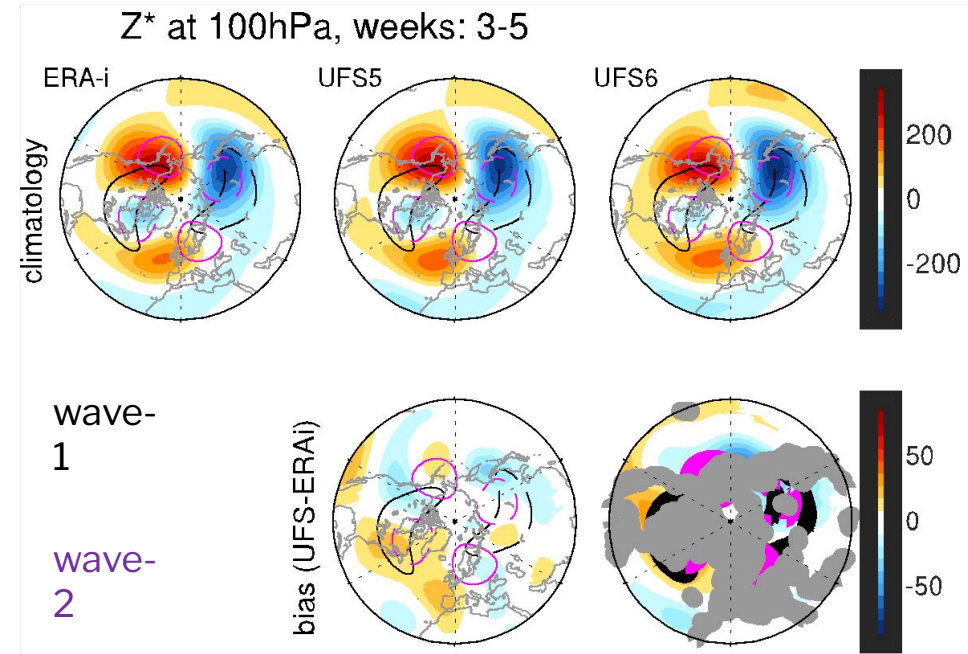 Z* at 100hPa, weeks: 3-5
ERA-i
UFS5
UFS6
climatology
200
0
-200
wave-
1
wave-
2
bias (UFS-ERAi)
50
0
-50